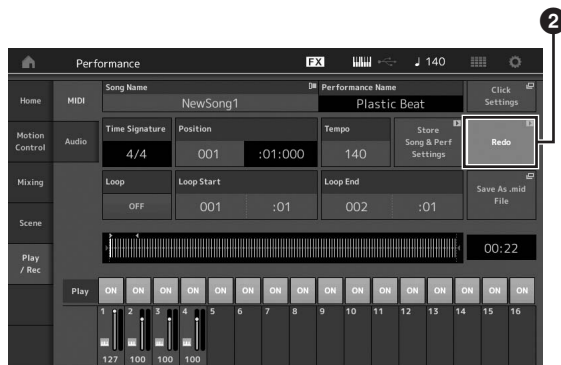 2
Performance FX 140
Song Name Performance Name Click Settings
NewSong1 Plastic Beat
Home MIDI
Motion Control Audio
Time Signature Position Tempo Store Song & Perf Settings Redo
4/4 001 :01:000 140
Mixing
Loop Loop Start Loop End Save As .mid File
OFF 001 :01 002 :01
Scene
00:22
Play / Rec
Play ON ON ON ON ON ON ON ON ON ON ON ON ON ON ON ON
1 2 3 4 5 6 7 8 9 10 11 12 13 14 15 16
127 100 100 100